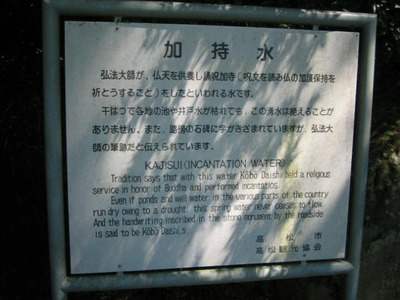 加持水
弘法大師が、仏天を供養し誦呪加持(呪文を読み仏の加護保持を
祈とうすること)をしたといわれる水です。
干ばつで各地の池や井戸水が枯れても、この湧水は絶えることが
ありません。また、路傍の石碑に字がきざまれていますが、弘法大
師の筆跡だと伝えられています。
KAJISUI(INCANTATION WATER)
Tradition says that with this water Kōbō Daishi held a religious
service in honor of Buddha and performed incantatios.
Even if ponds and well water in the various parts of the country
run dry owing to a drought, this spring water never ceases to flow.
And the handwriting inscribed in the stone monument by the roadside
is said to be Kōbō Daishi's.
高松市
高松観光協会